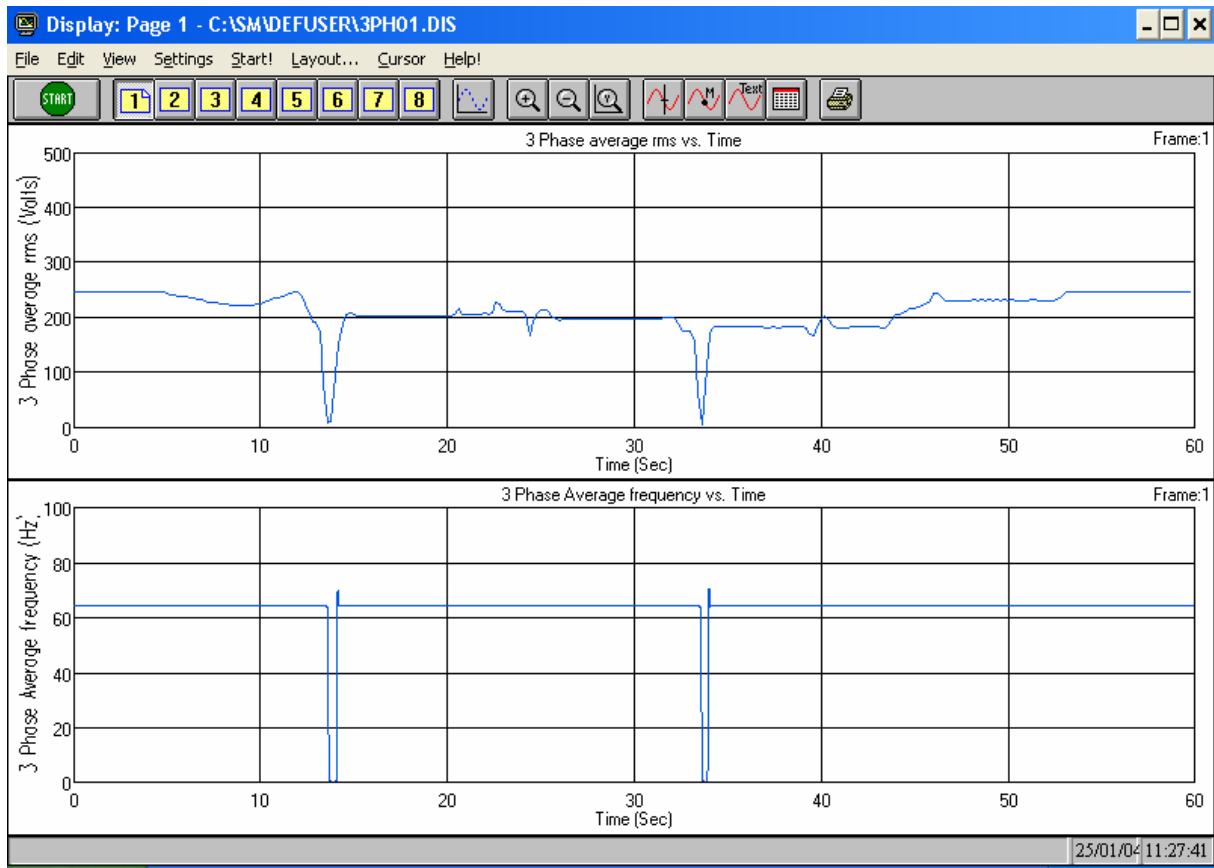 Display: Page 1 - C:\SM\DEFUSER\3PH01.DIS
File Edit View Settings Start! Layout... Cursor Help!
START 1 2 3 4 5 6 7 8 M Text
3 Phase average rms vs. Time Frame:1
3 Phase average rms (Volts)
500
400
300
200
100
0
0 10 20 30 40 50 60
Time (Sec)
3 Phase Average frequency vs. Time Frame:1
3 Phase Average frequency (Hz)
100
80
60
40
20
0
0 10 20 30 40 50 60
Time (Sec)
25/01/04 11:27:41